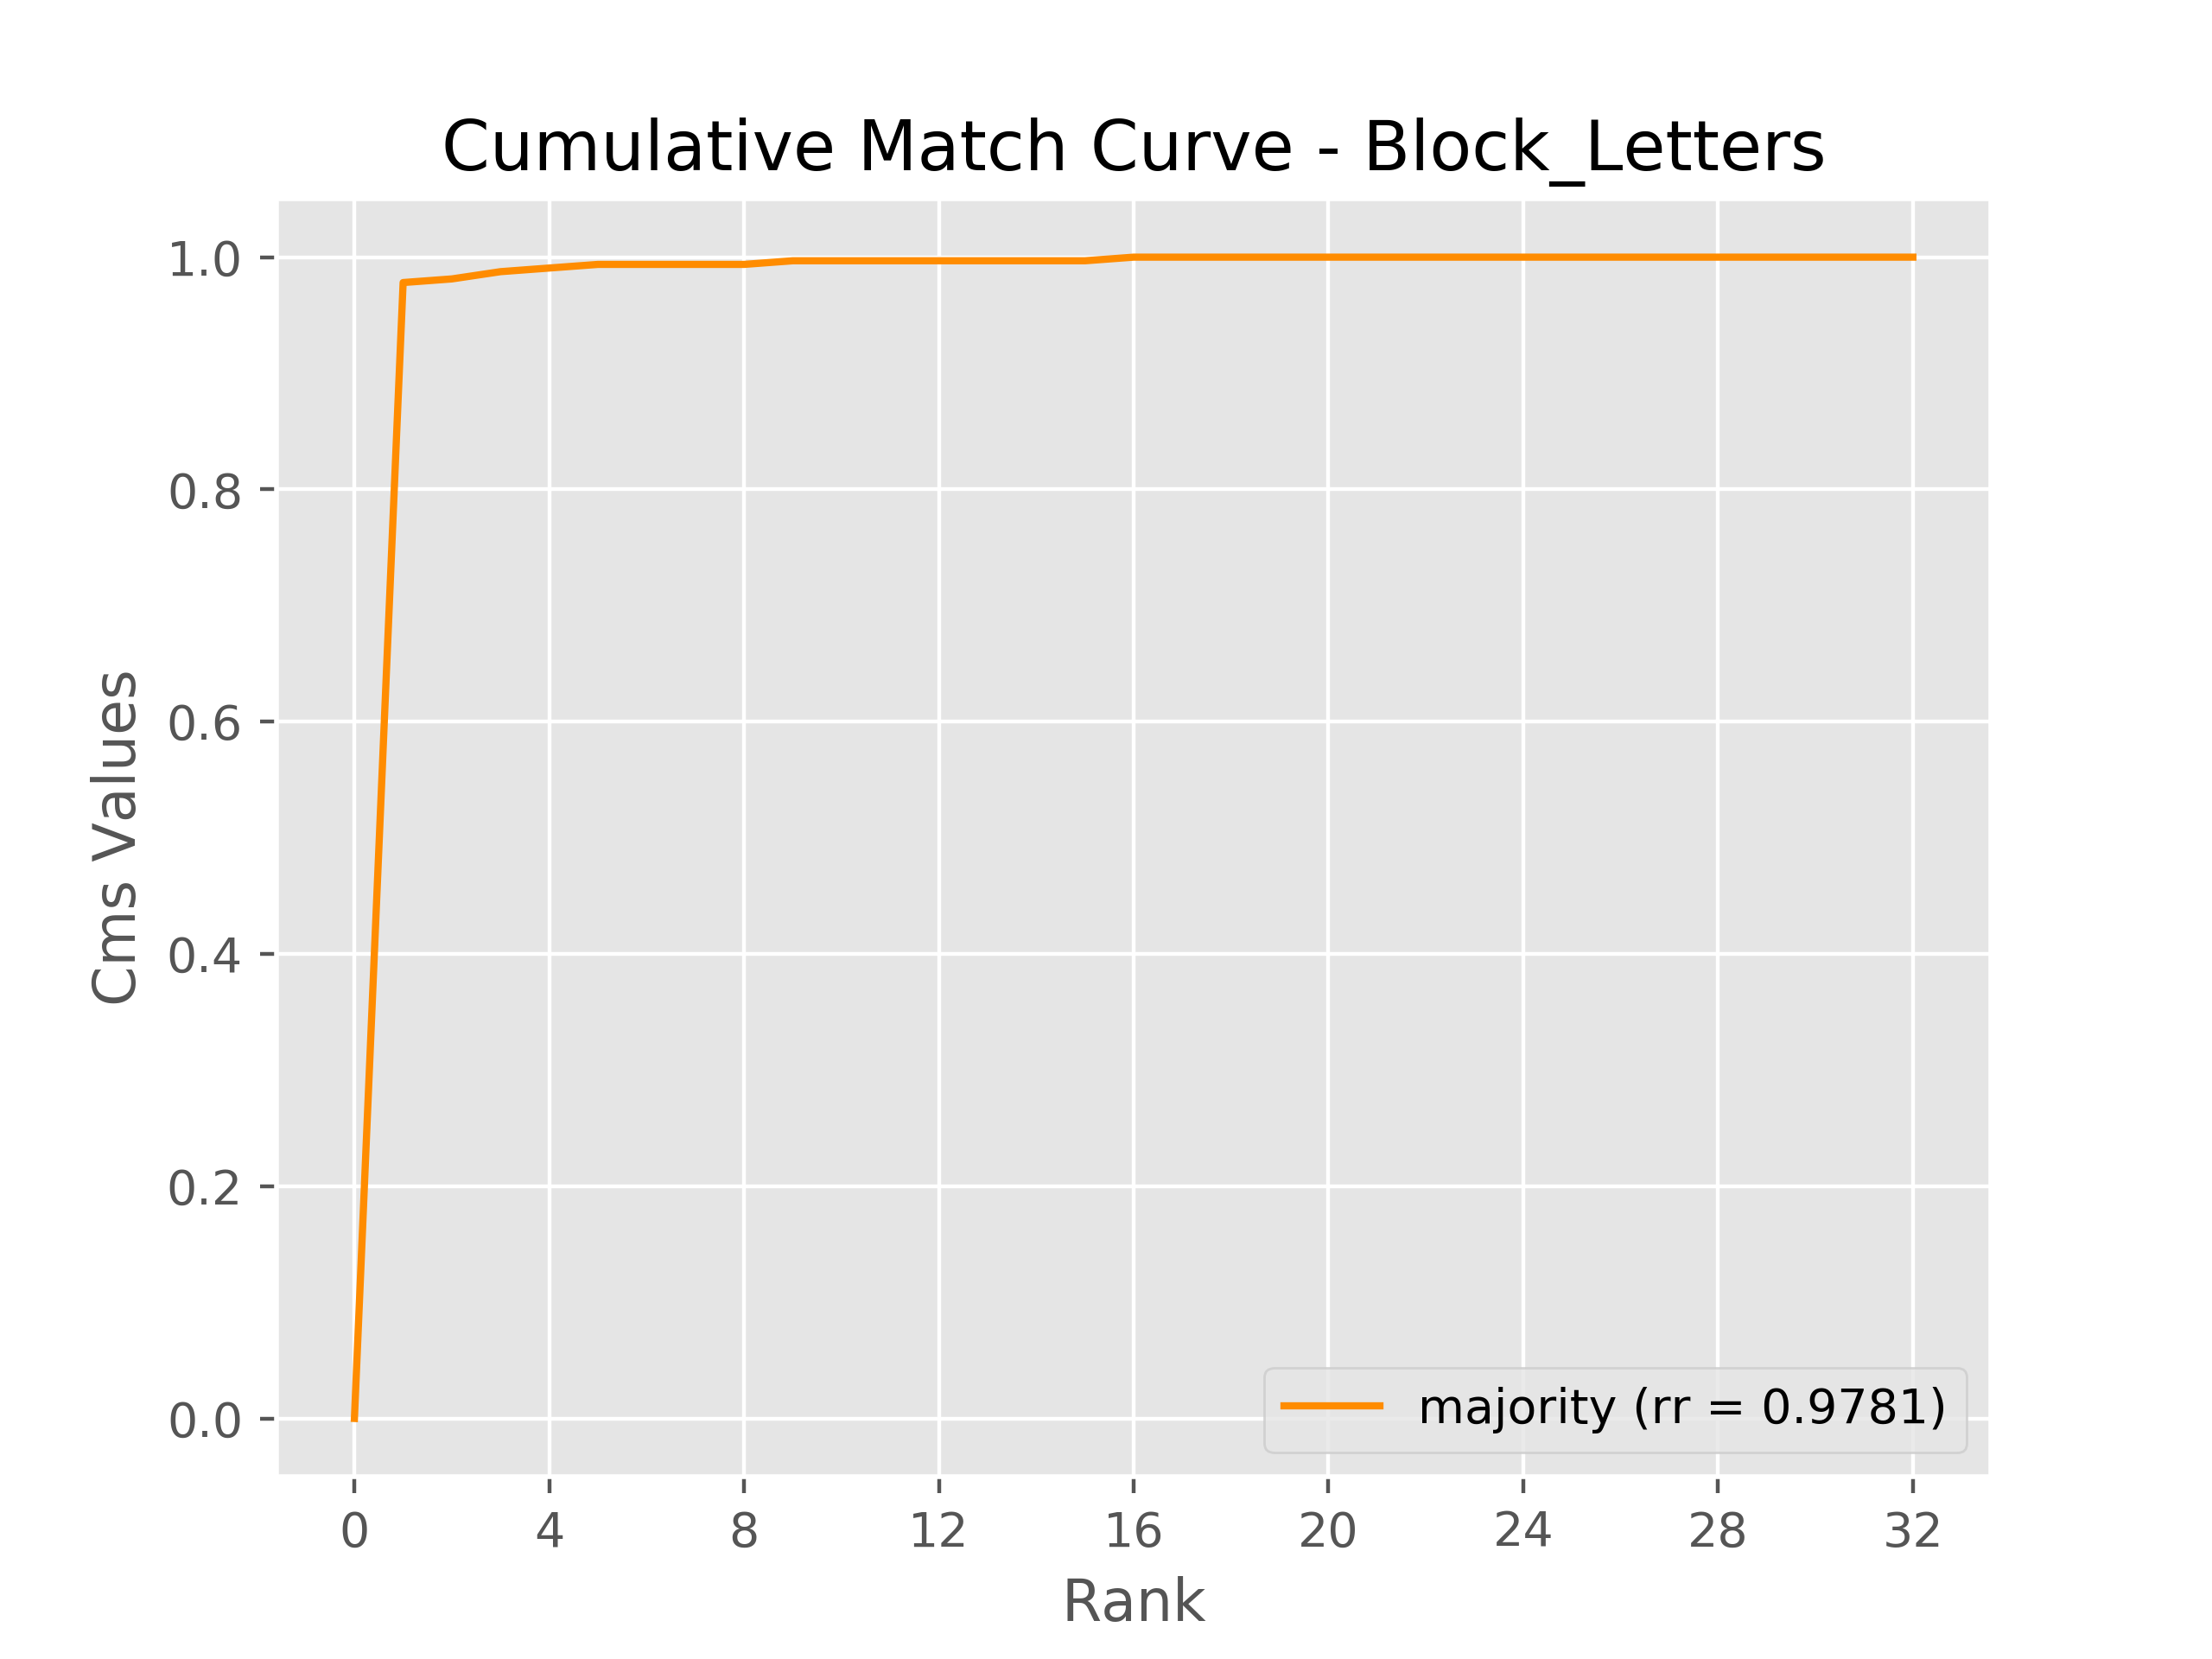 Cumulative Match Curve - Block_Letters
1.0
0.8
0.6
0.4
0.2
0.0
Cms Values
majority (rr = 0.9781)
0 4 8 12 16 20 24 28 32
Rank